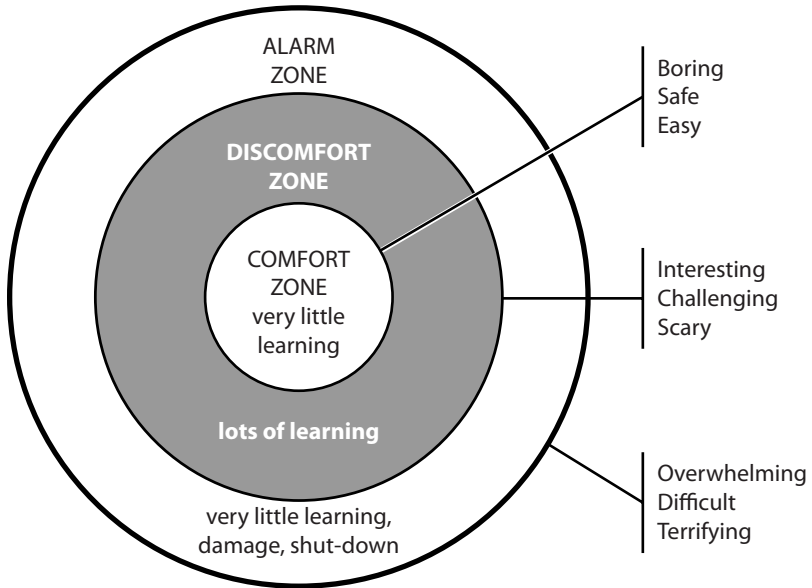 ALARM
ZONE
DISCOMFORT
ZONE
COMFORT
ZONE
very little
learning
lots of learning
very little learning,
damage, shut-down
Boring
Safe
Easy
Interesting
Challenging
Scary
Overwhelming
Difficult
Terrifying